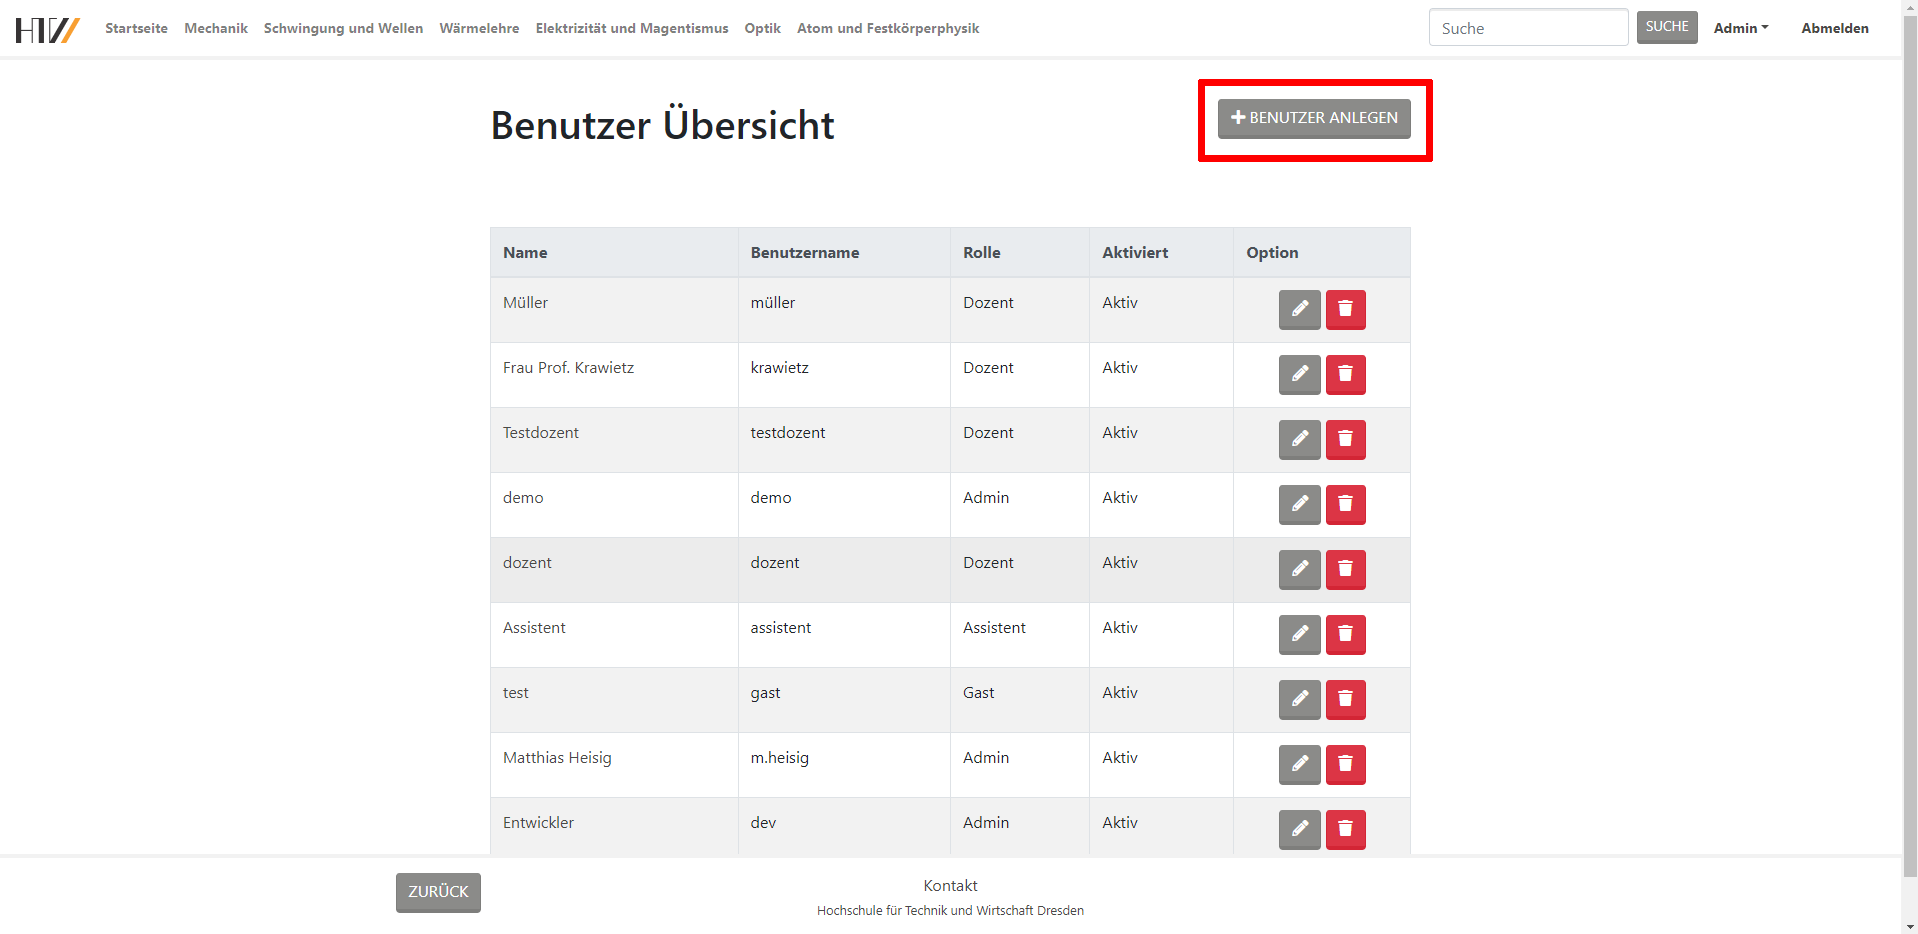 HTW Startseite Mechanik Schwingung und Wellen Wärmelehre Elektrizität und Magentismus Optik Atom und Festkörperphysik Suche SUCHE Admin Abmelden
Benutzer Übersicht
BENUTZER ANLEGEN
Name Benutzername Rolle Aktiviert Option
Müller müller Dozent Aktiv
Frau Prof. Krawietz krawietz Dozent Aktiv
Testdozent testdozent Dozent Aktiv
demo demo Admin Aktiv
dozent dozent Dozent Aktiv
Assistent assistent Assistent Aktiv
test gast Gast Aktiv
Matthias Heisig m.heisig Admin Aktiv
Entwickler dev Admin Aktiv
ZURÜCK Kontakt
Hochschule für Technik und Wirtschaft Dresden